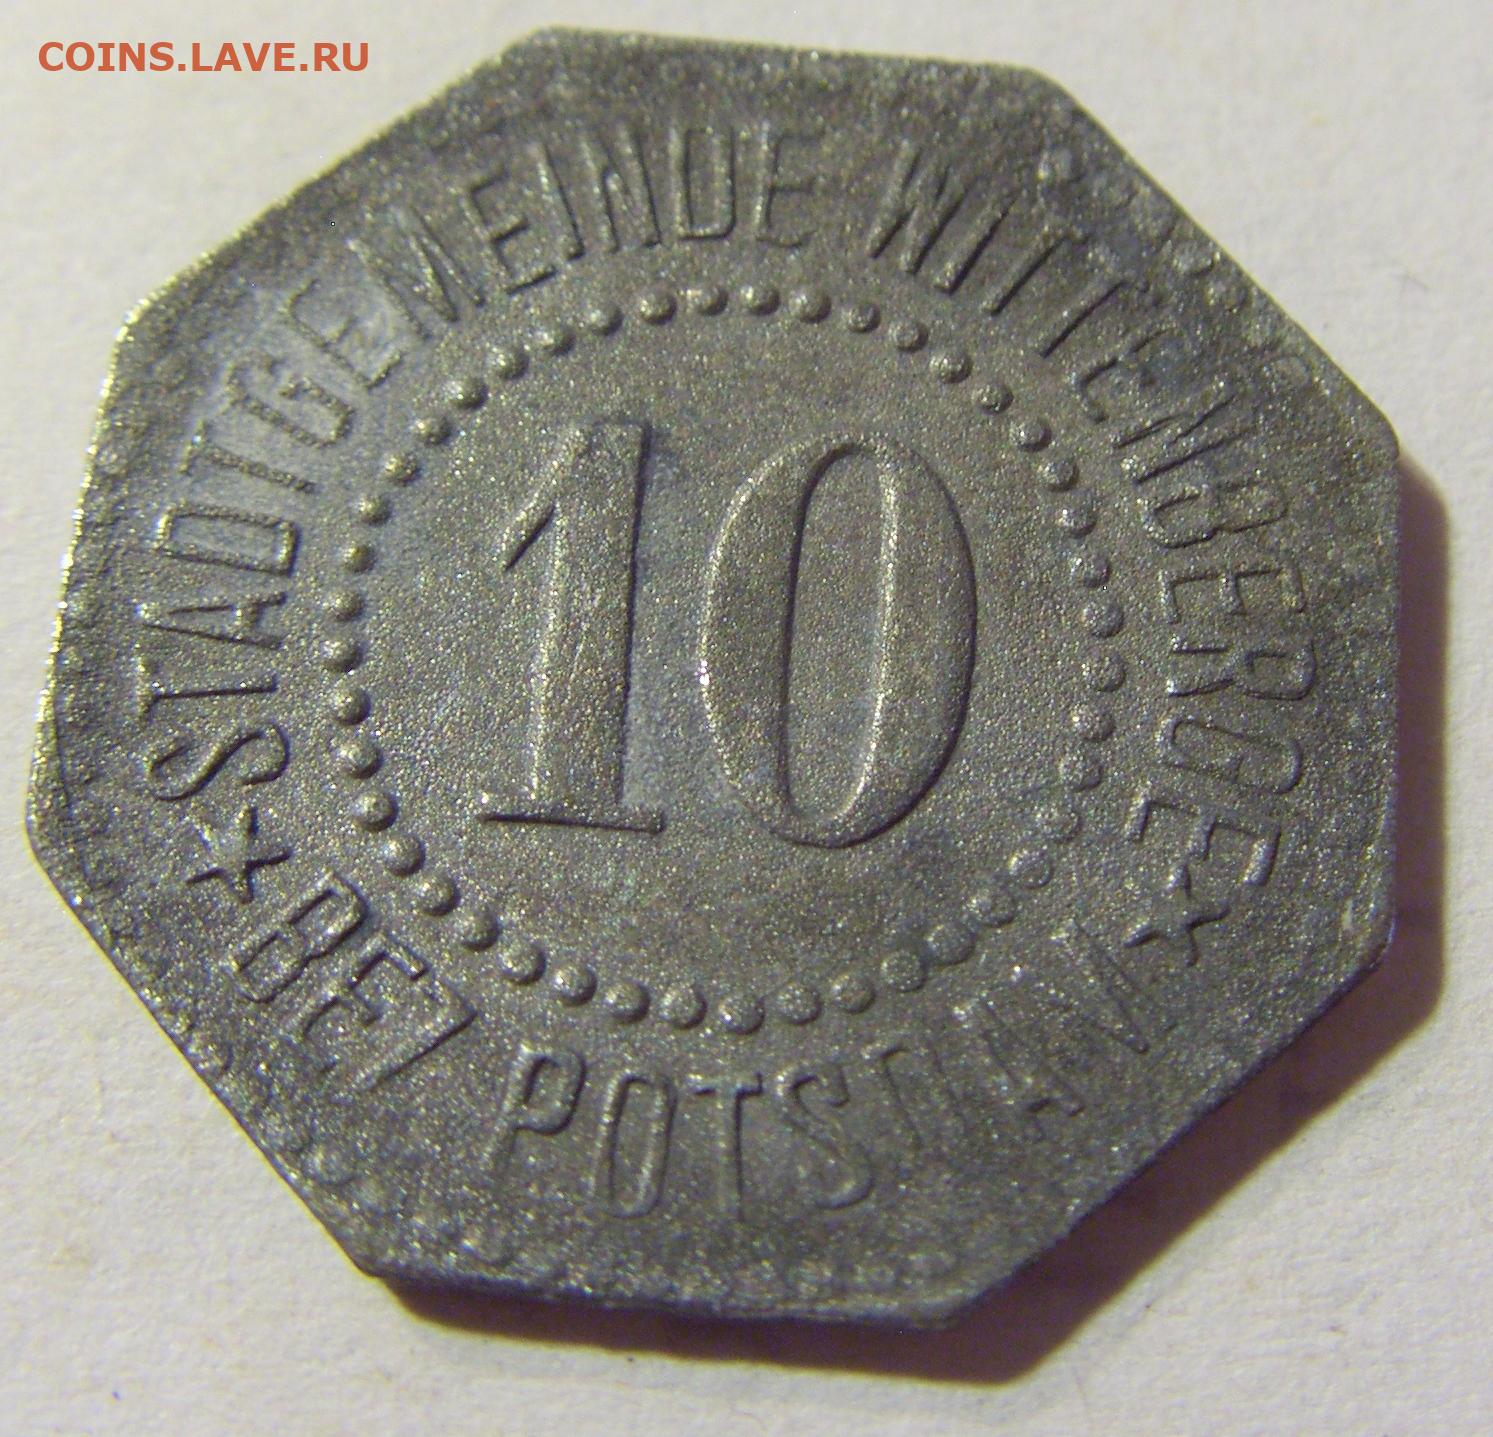 COINS.LAVE.RU
STADTGEMEINDE WITTENBERGE
10
BEI POTSDAM